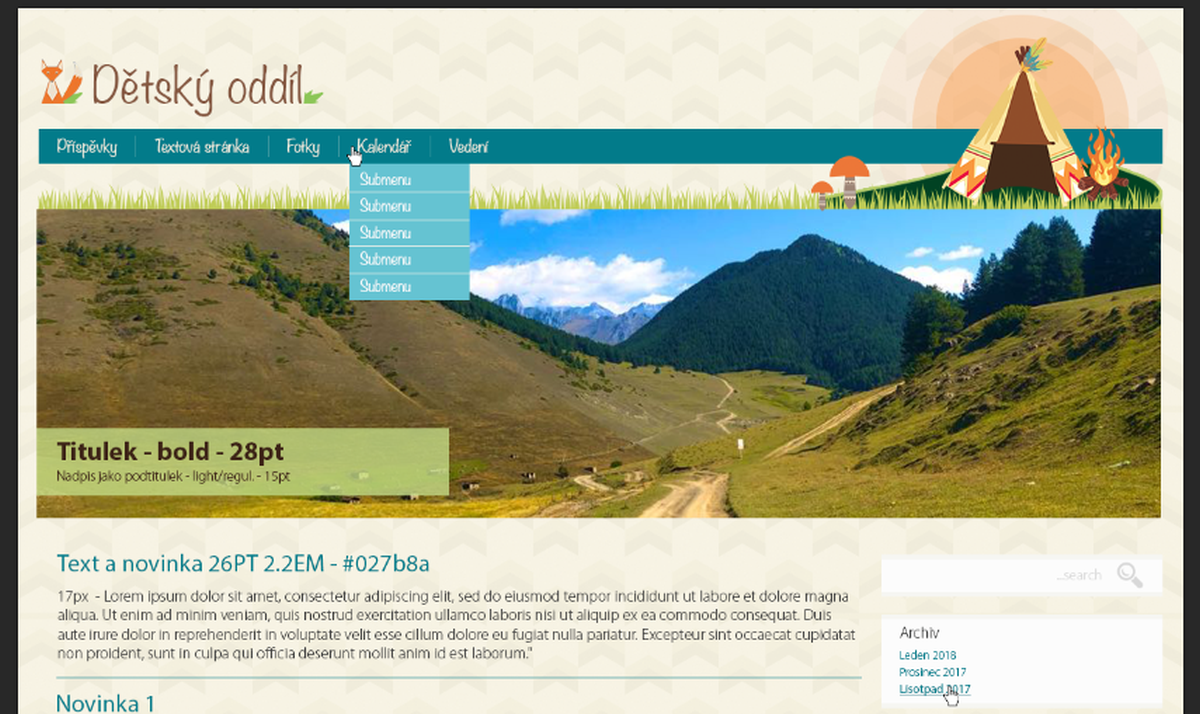 Dětský oddíl
Příspěvky Textová stránka Fotky Kalendář Vedení
Submenu
Submenu
Submenu
Submenu
Submenu
Titulek - bold - 28pt
Nadpis jako podtitulek - light/regul. - 15pt
Text a novinka 26PT 2.2EM - #027b8a
17px - Lorem ipsum dolor sit amet, consectetur adipiscing elit, sed do eiusmod tempor incididunt ut labore et dolore magna
aliqua. Ut enim ad minim veniam, quis nostrud exercitation ullamco laboris nisi ut aliquip ex ea commodo consequat. Duis
aute irure dolor in reprehenderit in voluptate velit esse cillum dolore eu fugiat nulla pariatur. Excepteur sint occaecat cupidatat
non proident, sunt in culpa qui officia deserunt mollit anim id est laborum."
Novinka 1
...search
Archiv
Leden 2018
Prosinec 2017
Lisotpad 2017